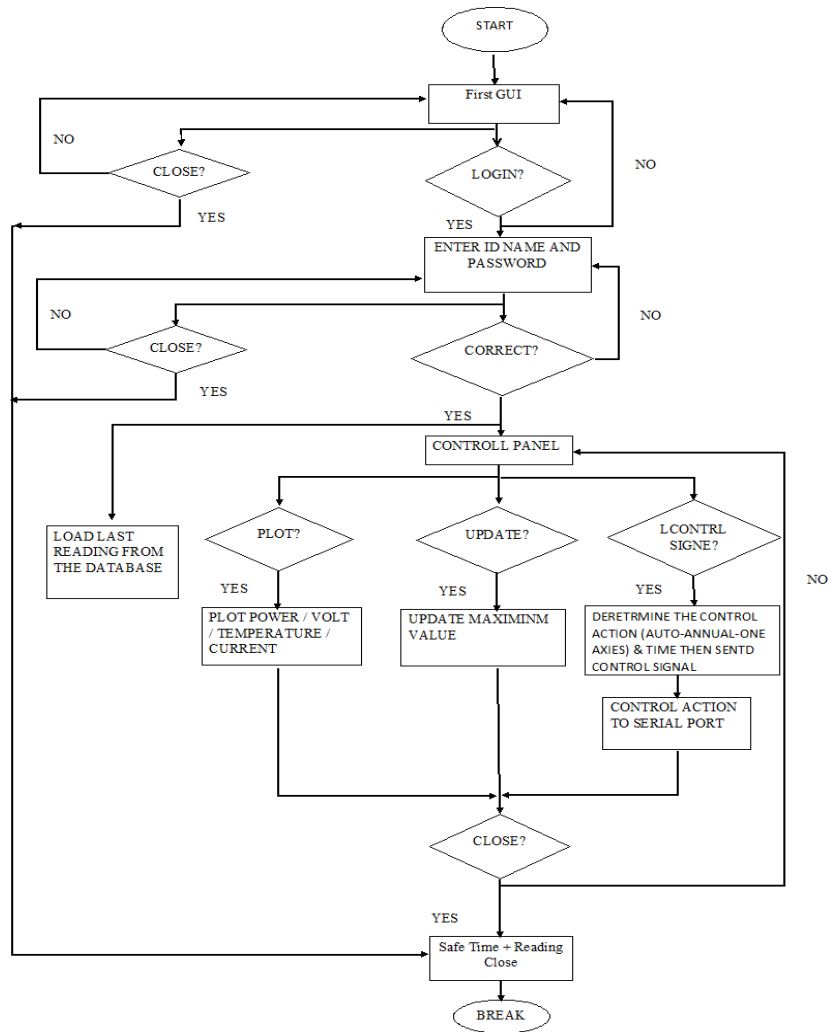 START
First GUI
NO
CLOSE?
LOGIN?
NO
YES
YES
ENTER ID NAME AND
PASSWORD
NO
NO
CLOSE?
CORRECT?
YES
YES
CONTROLL PANEL
LOAD LAST
READING FROM
THE DATABASE
PLOT?
UPDATE?
LCONTRL
SIGNE?
NO
YES
YES
YES
PLOT POWER / VOLT
/ TEMPERATURE /
CURRENT
UPDATE MAXIMINM
VALUE
DERETRMINE THE CONTROL
ACTION (AUTO-ANNUAL-ONE
AXIES) & TIME THEN SENTD
CONTROL SIGNAL
CONTROL ACTION
TO SERIAL PORT
CLOSE?
YES
Safe Time + Reading
Close
BREAK